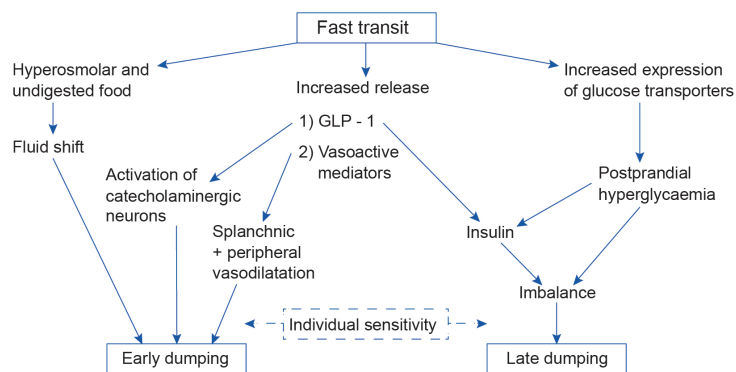 Fast transit
Hyperosmolar and
undigested food
Increased release
Increased expression
of glucose transporters
1) GLP - 1
2) Vasoactive
mediators
Fluid shift
Activation of
catecholaminergic
neurons
Postprandial
hyperglycaemia
Splanchnic
+ peripheral
vasodilatation
Insulin
Imbalance
Individual sensitivity
Early dumping
Late dumping